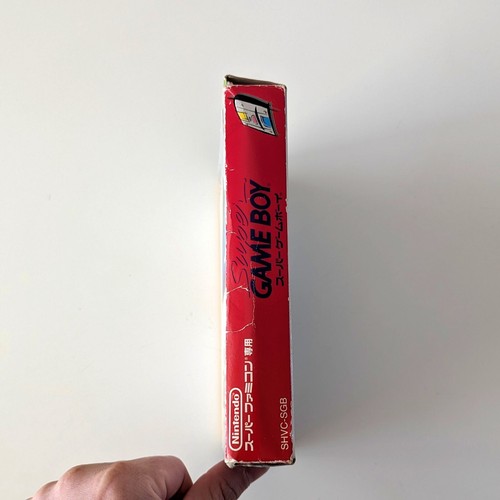 Super
GAME BOY
スーパーゲームボーイ
Nintendo
スーパーファミコン®専用
SHVC-SGB